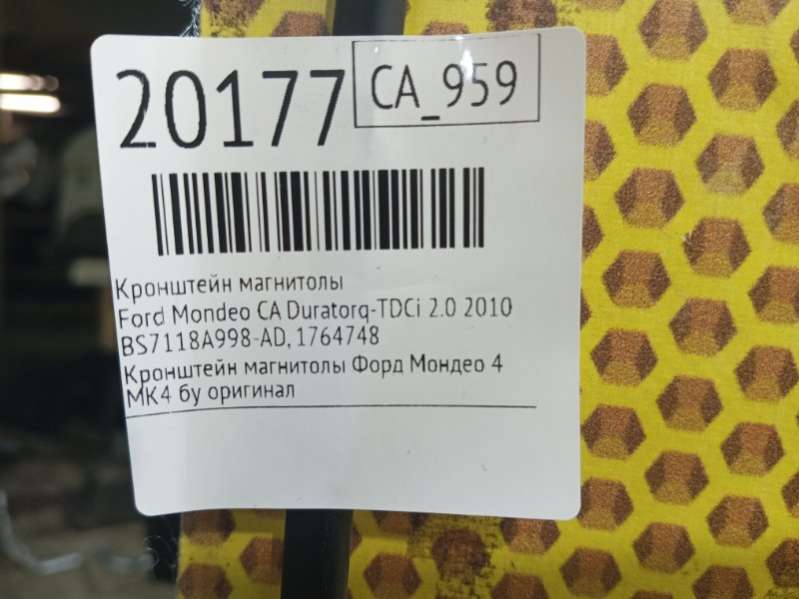 20177
CA_959
Кронштейн магнитолы
Ford Mondeo CA Duratorq-TDCi 2.0 2010
BS7118A998-AD, 1764748
Кронштейн магнитолы Форд Мондео 4
МК4 бу оригинал